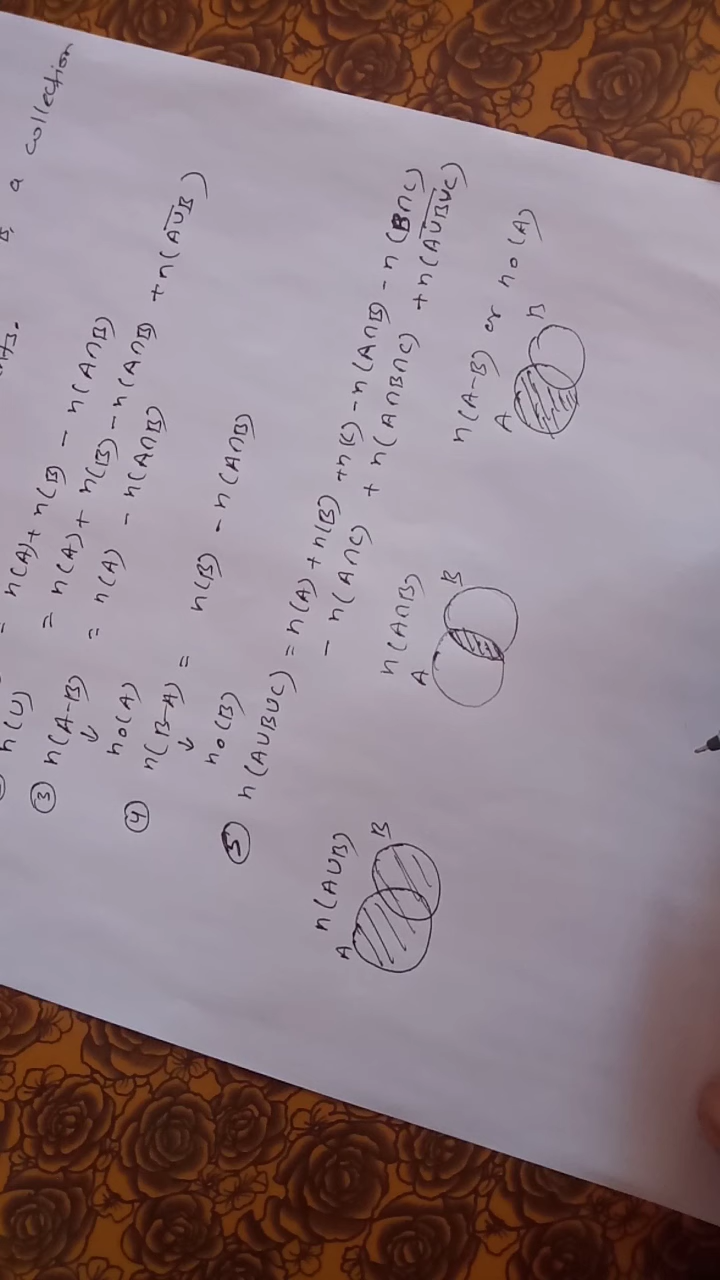 a collection
= n(A) + n(B) - n(A∩B)
n(U) = n(A) + n(B) - n(A∩B) + n(A̅∪̅B̅)
③ n(A-B) = n(A) - n(A∩B)
↓
no(A)
④ n(B-A) = n(B) - n(A∩B)
↓
no(B)
⑤ n(A∪B∪C) = n(A) + n(B) + n(C) - n(A∩B) - n(B∩C)
- n(A∩C) + n(A∩B∩C) + n(A̅∪̅B̅∪̅C̅)
n(A∪B) n(A∩B) n(A-B) or no(A)
A B A B A B